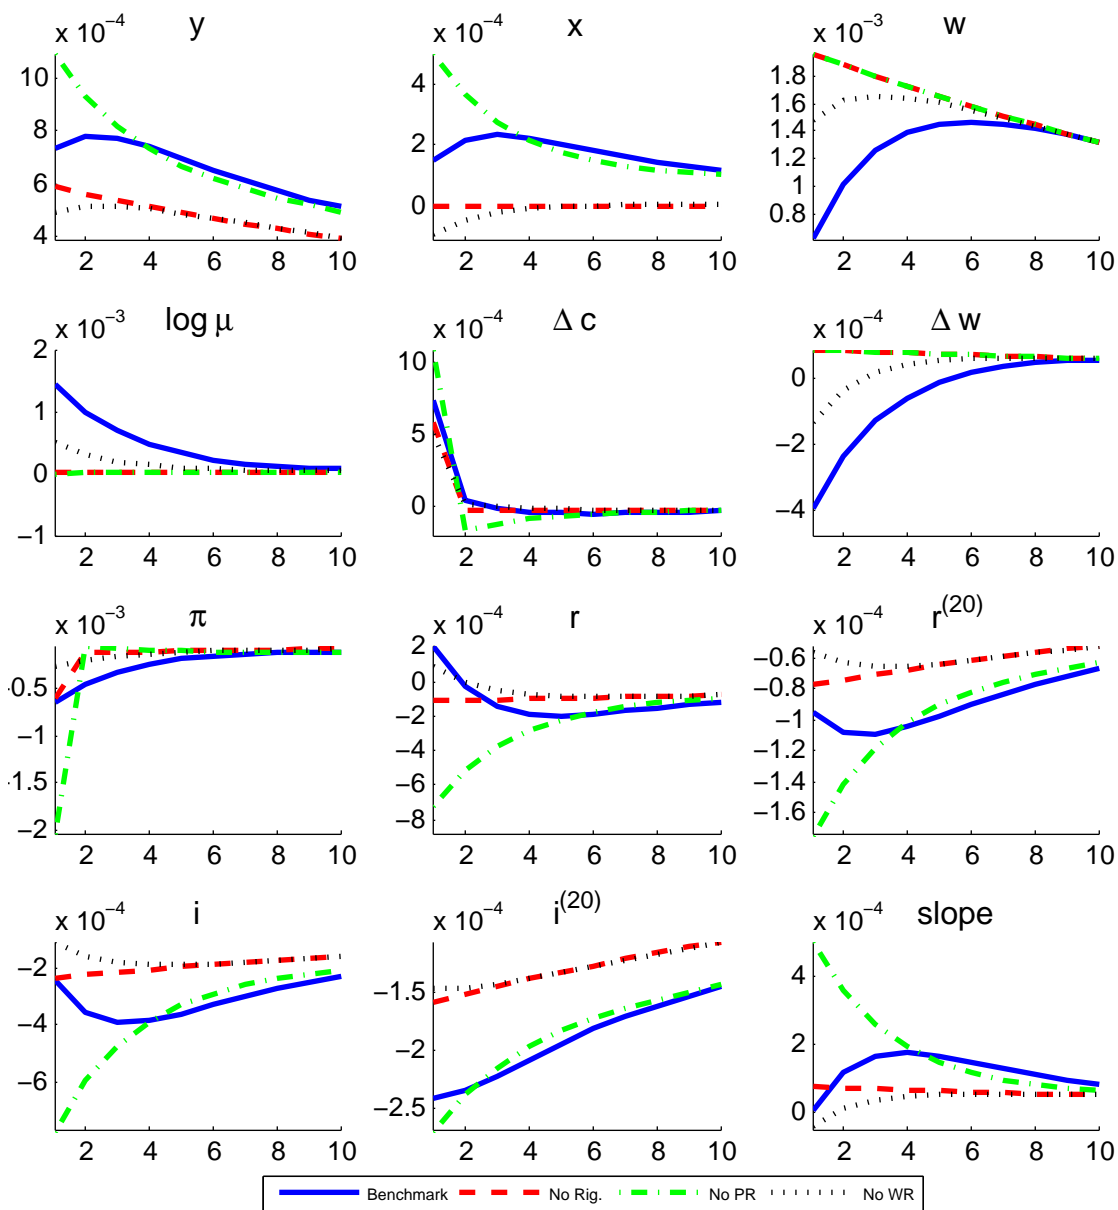 x 10⁻⁴ y x 10⁻⁴ x x 10⁻³ w
10 4 1.8
8 2 1.6
1.4
1.2
6 0 1
4 0.8
2 4 6 8 10 2 4 6 8 10 2 4 6 8 10
x 10⁻³ log μ x 10⁻⁴ Δ c x 10⁻⁴ Δ w
2 10 0
1 5 −2
0 0 −4
−1
2 4 6 8 10 2 4 6 8 10 2 4 6 8 10
x 10⁻³ π x 10⁻⁴ r x 10⁻⁴ r⁽²⁰⁾
2 −0.6
0.5 0 −0.8
−1 −2 −1
−4 −1.2
1.5 −6 −1.4
−2 −8 −1.6
2 4 6 8 10 2 4 6 8 10 2 4 6 8 10
x 10⁻⁴ i x 10⁻⁴ i⁽²⁰⁾ x 10⁻⁴ slope
−2 −1.5 4
−4 −2 2
−6 −2.5 0
2 4 6 8 10 2 4 6 8 10 2 4 6 8 10
Benchmark No Rig. No PR No WR